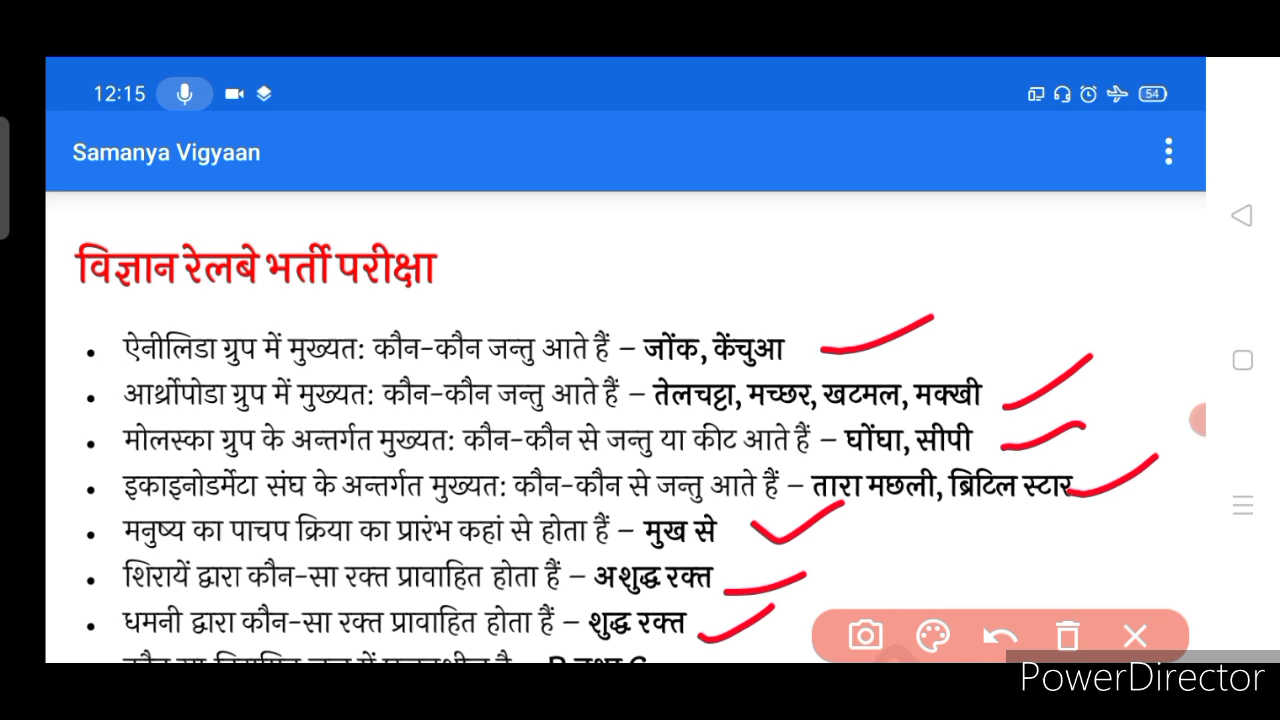 12:15
54
Samanya Vigyaan
विज्ञान रेलबे भर्ती परीक्षा
• ऐनीलिडा ग्रुप में मुख्यत: कौन-कौन जन्तु आते हैं – जोंक, केंचुआ
• आर्थ्रोपोडा ग्रुप में मुख्यत: कौन-कौन जन्तु आते हैं – तेलचट्टा, मच्छर, खटमल, मक्खी
• मोलस्का ग्रुप के अन्तर्गत मुख्यत: कौन-कौन से जन्तु या कीट आते हैं – घोंघा, सीपी
• इकाइनोडर्मेटा संघ के अन्तर्गत मुख्यत: कौन-कौन से जन्तु आते हैं – तारा मछली, ब्रिटिल स्टार
• मनुष्य का पाचप क्रिया का प्रारंभ कहां से होता हैं – मुख से
• शिरायें द्वारा कौन-सा रक्त प्रावाहित होता हैं – अशुद्ध रक्त
• धमनी द्वारा कौन-सा रक्त प्रावाहित होता हैं – शुद्ध रक्त
PowerDirector